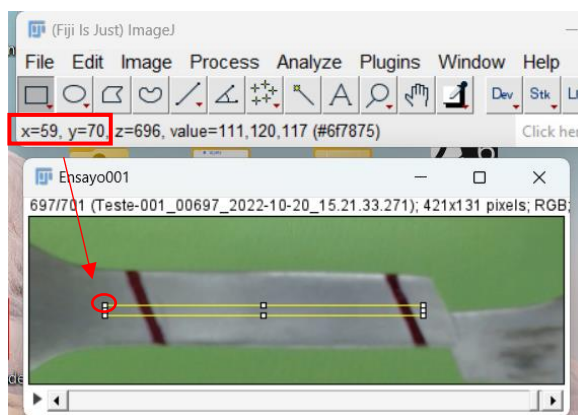 (Fiji Is Just) ImageJ
File Edit Image Process Analyze Plugins Window Help
A Dev Stk
x=59, y=70, z=696, value=111,120,117 (#6f7875) Click her
Ensayo001
697/701 (Teste-001_00697_2022-10-20_15.21.33.271); 421x131 pixels; RGB;
de